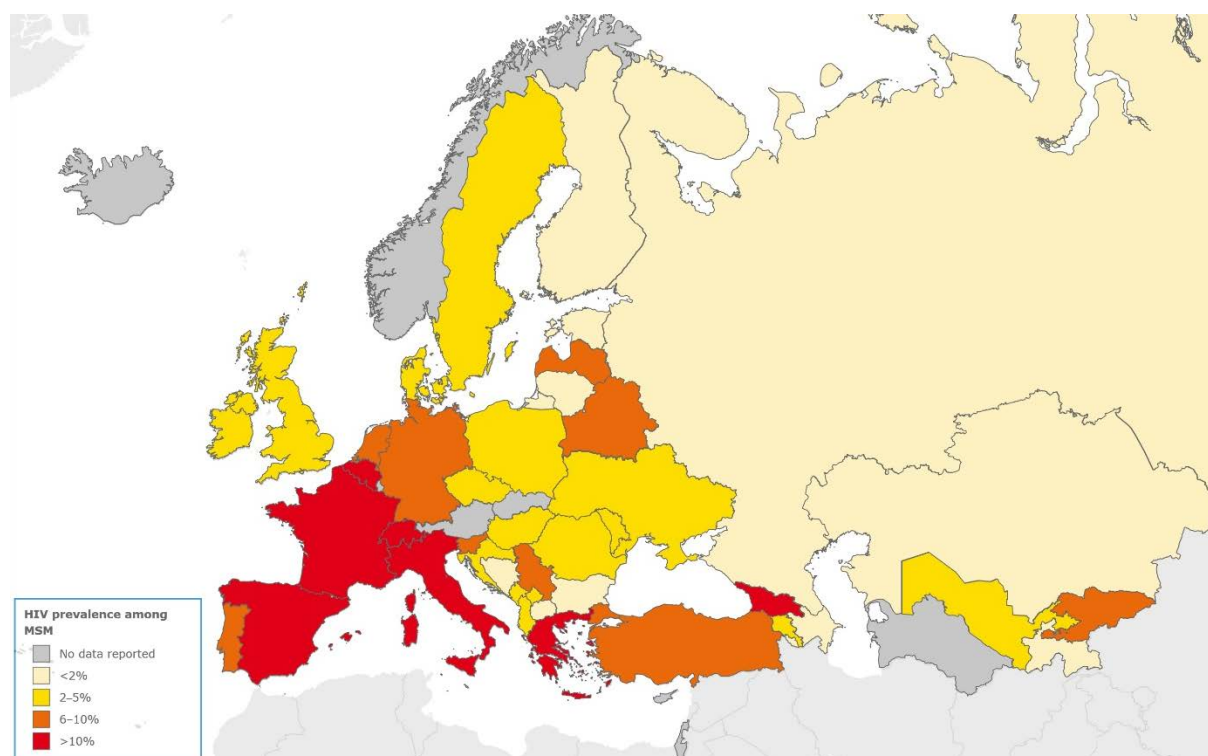 HIV prevalence among
MSM
No data reported
<2%
2–5%
6–10%
>10%